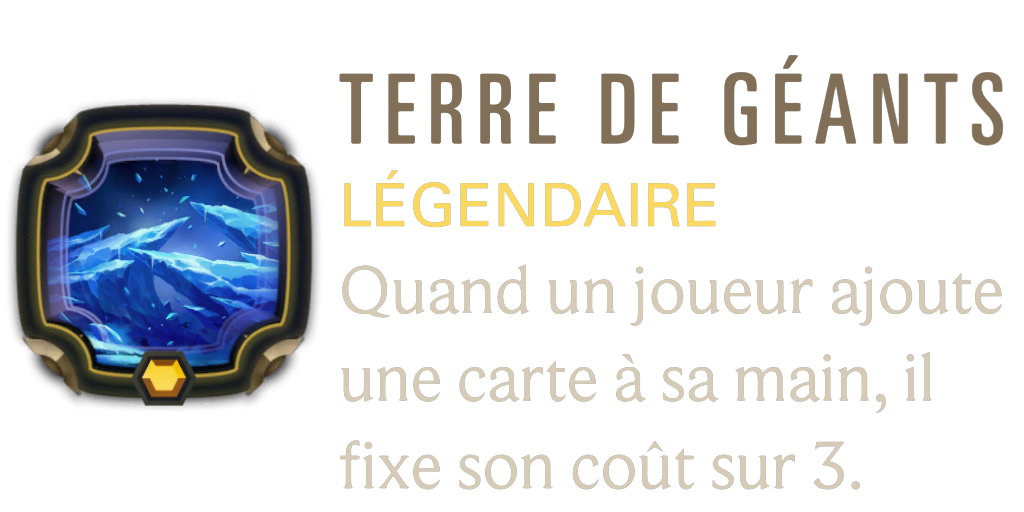 TERRE DE GÉANTS
LÉGENDAIRE
Quand un joueur ajoute
une carte à sa main, il
fixe son coût sur 3.